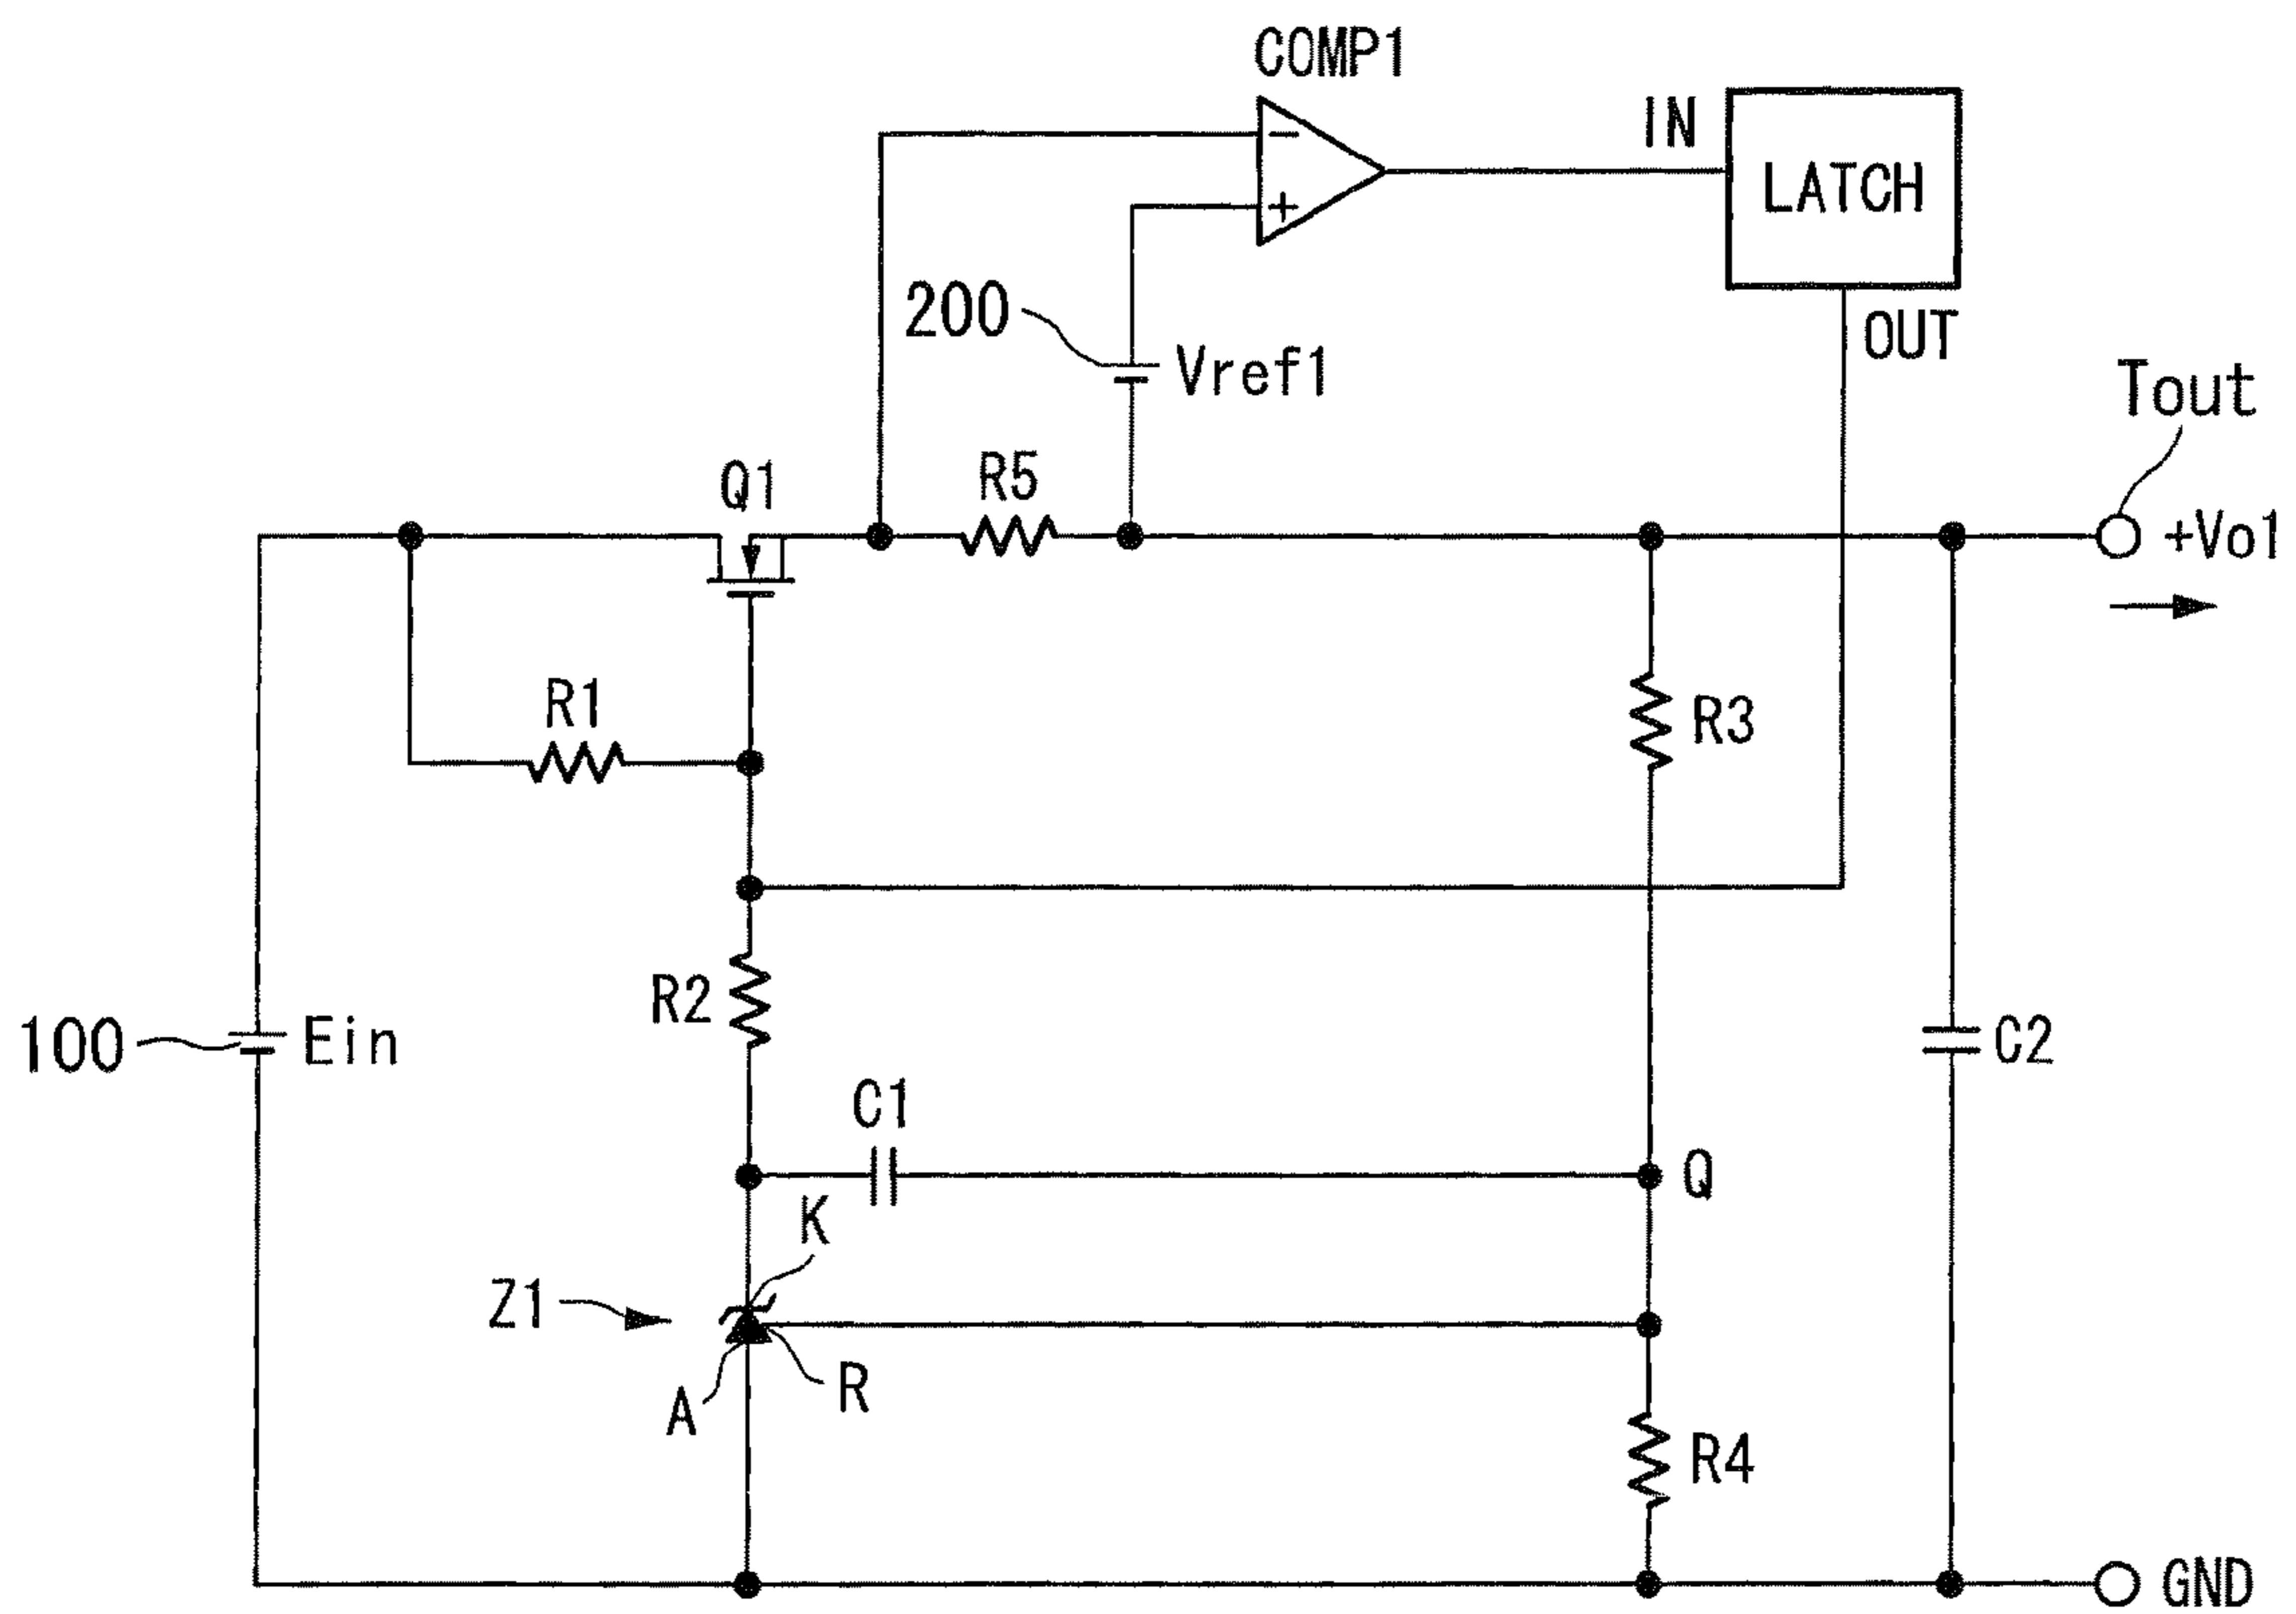 COMP1
IN
−
LATCH
+
200
Vref1
OUT
Tout
Q1
R5
+Vo1
R1
R3
R2
100
Ein
C2
C1
Q
K
Z1
R
A
R4
GND